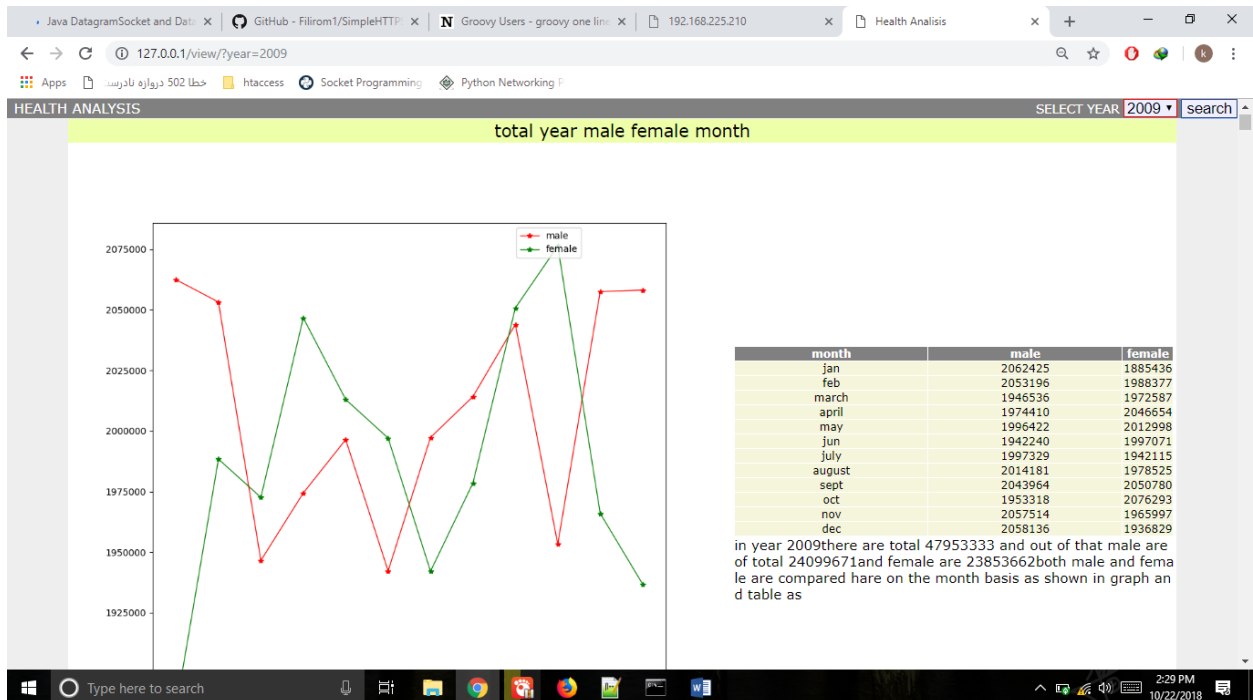 Java DatagramSocket and Data
GitHub - Filirom1/SimpleHTTP
N Groovy Users - groovy one line
192.168.225.210
Health Analisis
127.0.0.1/view/?year=2009
k
Apps
خطا 502 دروازه نادرست
htaccess
Socket Programming
Python Networking P
HEALTH ANALYSIS
SELECT YEAR 2009 search
total year male female month
male
female
2075000
2050000
2025000
2000000
1975000
1950000
1925000
month male female
jan 2062425 1885436
feb 2053196 1988377
march 1946536 1972587
april 1974410 2046654
may 1996422 2012998
jun 1942240 1997071
july 1997329 1942115
august 2014181 1978525
sept 2043964 2050780
oct 1953318 2076293
nov 2057514 1965997
dec 2058136 1936829
in year 2009there are total 47953333 and out of that male are
of total 24099671and female are 23853662both male and fema
le are compared hare on the month basis as shown in graph an
d table as
Type here to search
2:29 PM
10/22/2018